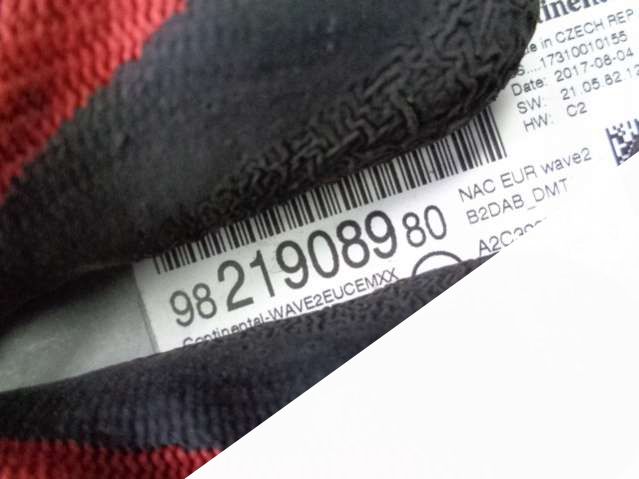 in CZECH REP
17310010155
Date: 2017-08-04
SW: 21.05.82.12
HW: C2
NAC EUR wave2
B2DAB_DMT
98 219089 80
Continental-WAVE2EUCEMXX